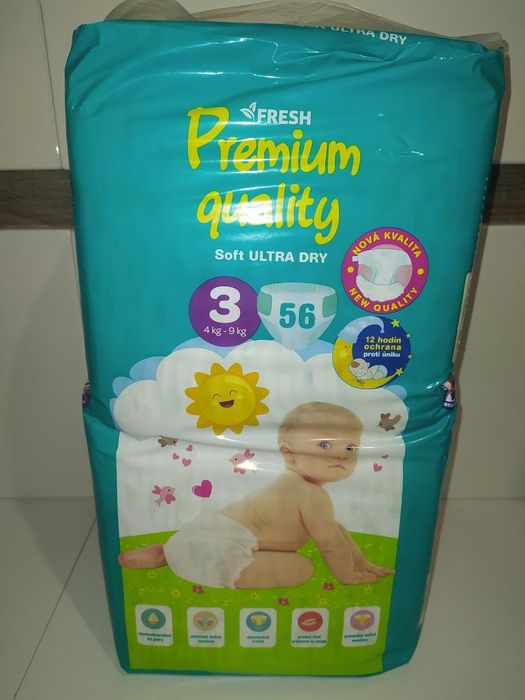 ULTRA DRY
FRESH
Premium
quality
Soft ULTRA DRY
NOVÁ KVALITA
NEW QUALITY
3
4 kg - 9 kg
56
12 hodín
ochrana
proti úniku